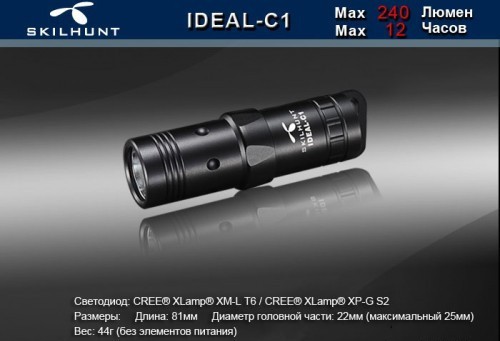 SKILHUNT
IDEAL-C1
Max 240 Люмен
Max 12 Часов
SKILHUNT
IDEAL-C1
Светодиод: CREE® XLamp® XM-L T6 / CREE® XLamp® XP-G S2
Размеры: Длина: 81мм Диаметр головной части: 22мм (максимальный 25мм)
Вес: 44г (без элементов питания)